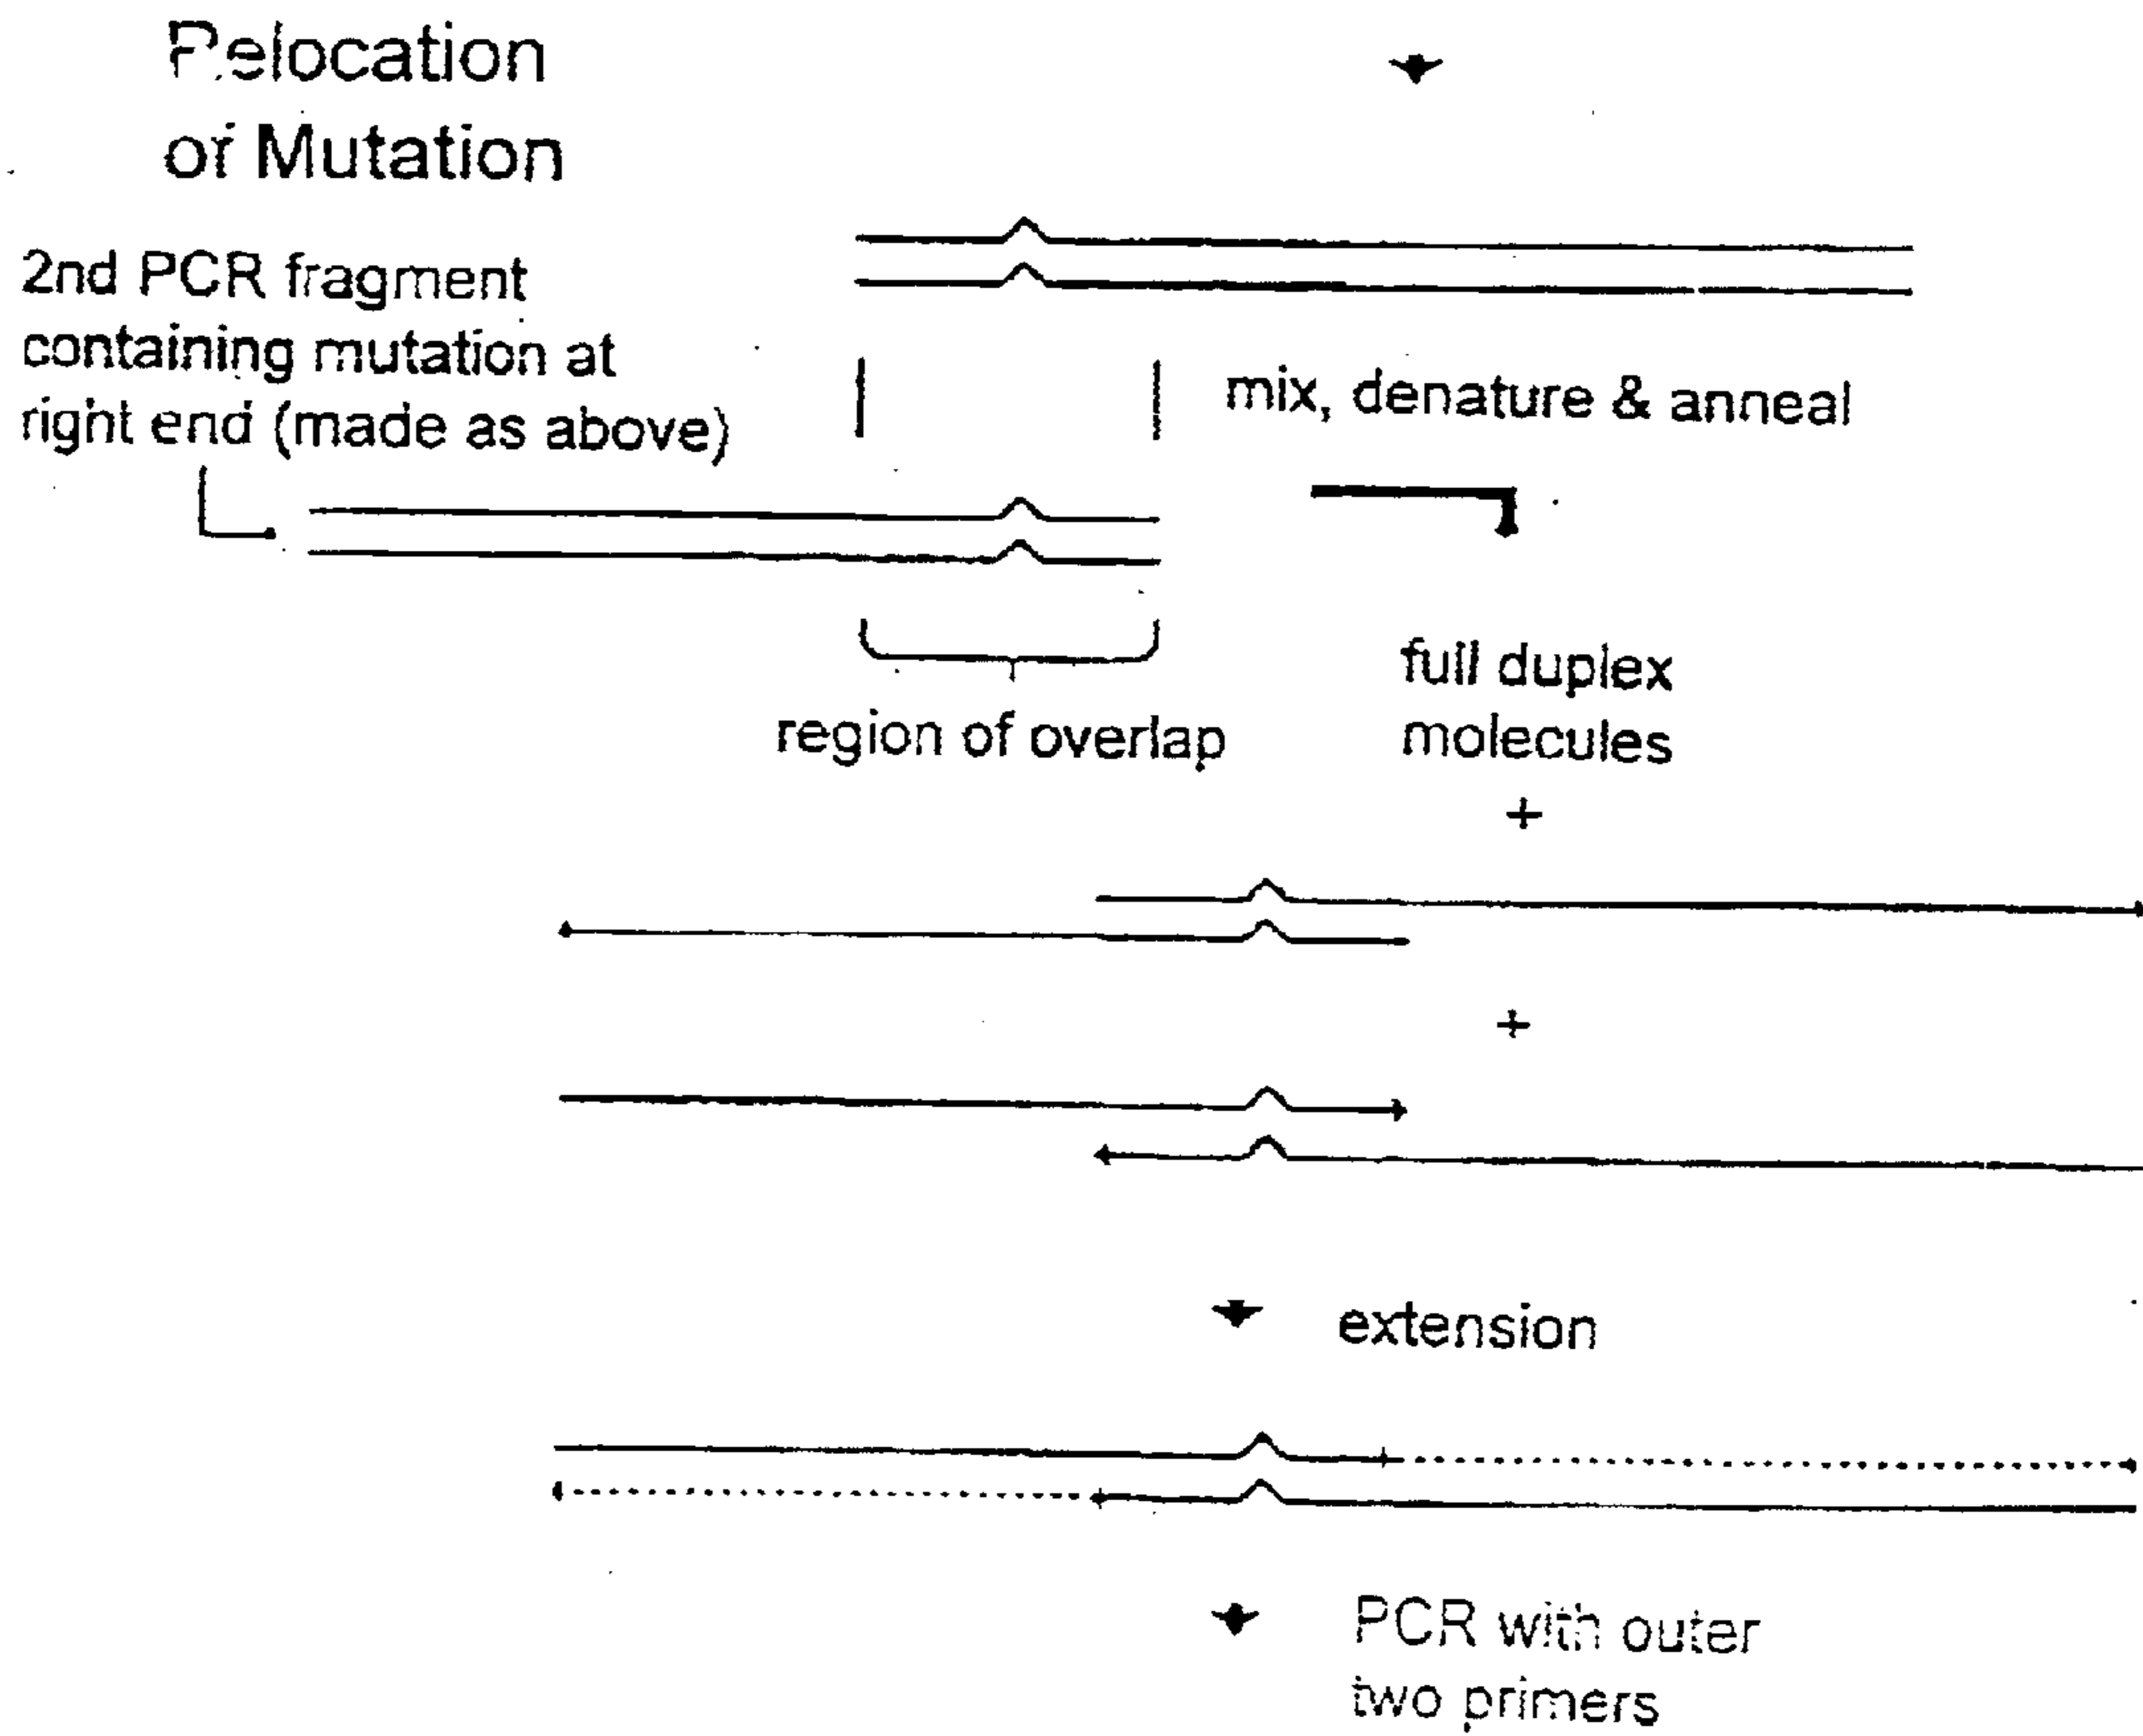 Relocation
of Mutation
2nd PCR fragment
containing mutation at
right end (made as above)
mix, denature & anneal
region of overlap
full duplex
molecules
+
+
extension
PCR with outer
two primers